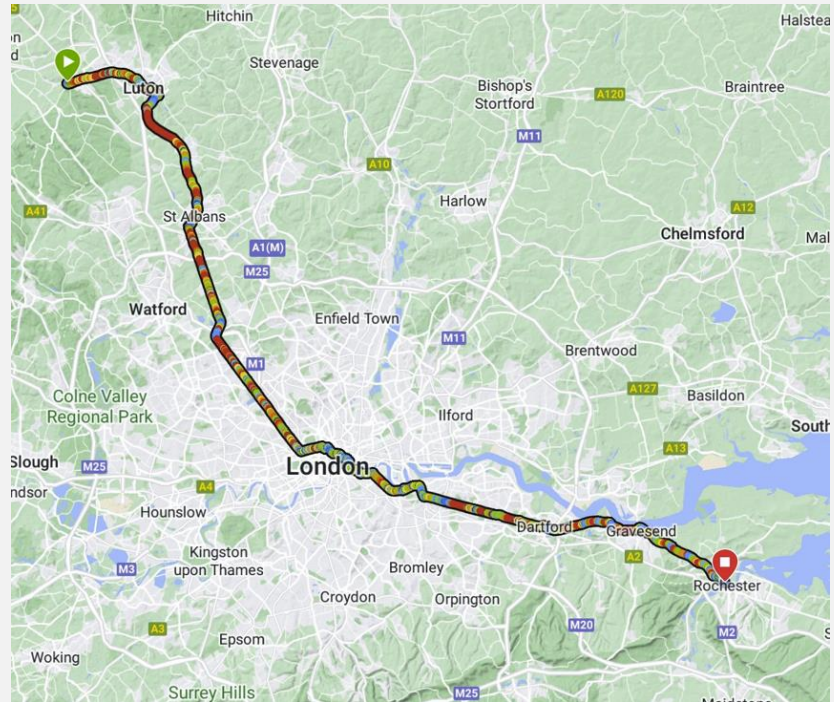 Hitchin
Halstea
Stevenage
Luton
Bishop's
Stortford
A120
Braintree
M11
A10
Harlow
A12
A41
St Albans
Chelmsford
Mal
A1(M)
M25
Watford
Enfield Town
M11
Brentwood
M1
A127
Basildon
Colne Valley
Regional Park
Ilford
South
A13
Slough
M25
London
ndsor
A4
Hounslow
Dartford
Gravesend
A2
Kingston
upon Thames
M3
Bromley
Rochester
Croydon
Orpington
A3
M20
M2
Epsom
Woking
Surrey Hills
M25